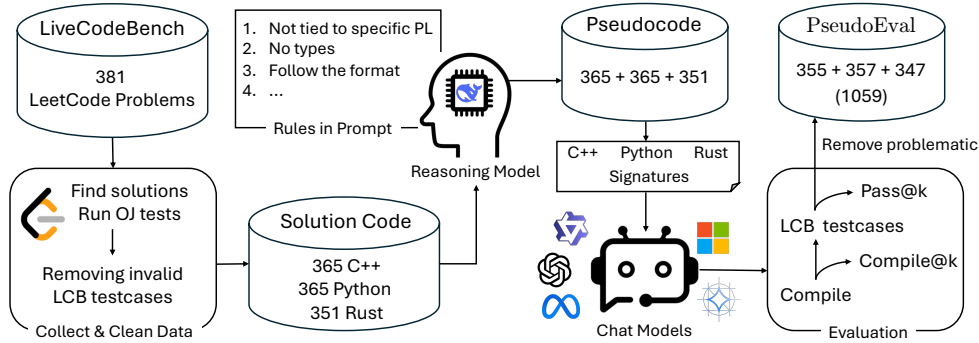 LiveCodeBench
381
LeetCode Problems
Find solutions
Run OJ tests
Removing invalid
LCB testcases
Collect & Clean Data
1. Not tied to specific PL
2. No types
3. Follow the format
4. ...
Rules in Prompt
Reasoning Model
Solution Code
365 C++
365 Python
351 Rust
Pseudocode
365 + 365 + 351
C++ Python Rust
Signatures
Chat Models
PseudoEval
355 + 357 + 347
(1059)
Remove problematic
Pass@k
LCB testcases
Compile@k
Compile
Evaluation